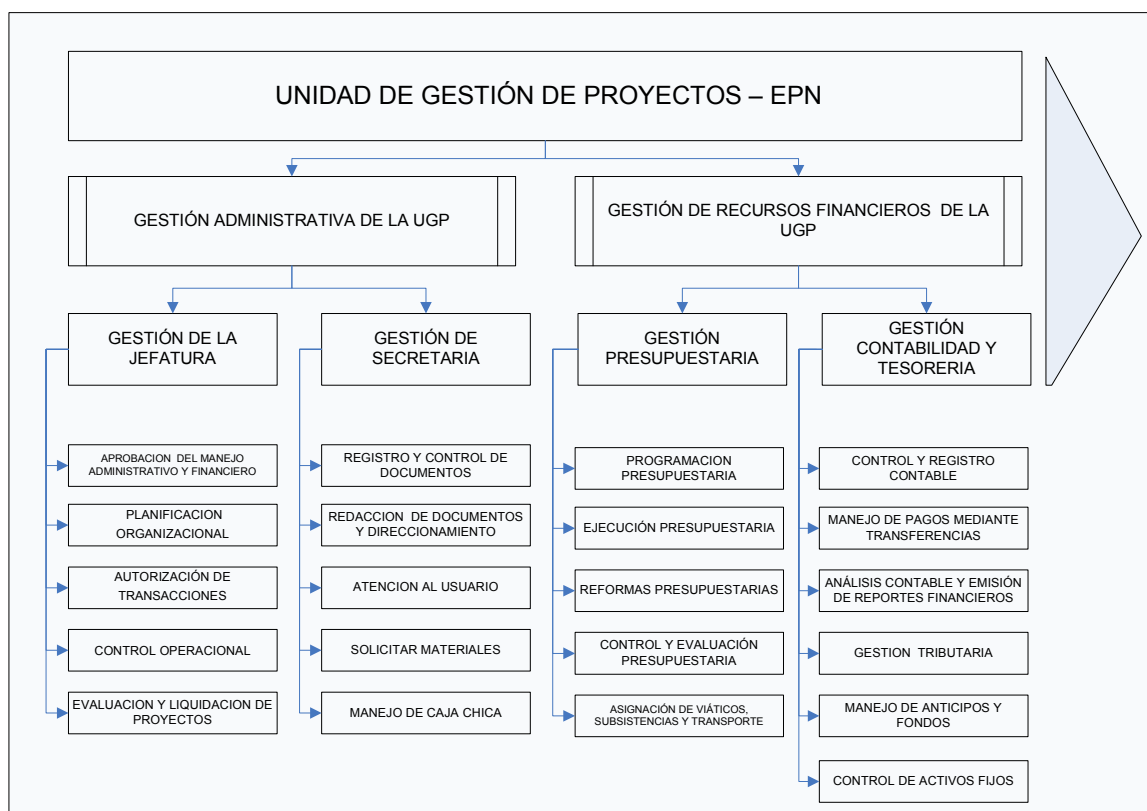 UNIDAD DE GESTIÓN DE PROYECTOS – EPN
GESTIÓN ADMINISTRATIVA DE LA UGP
GESTIÓN DE RECURSOS FINANCIEROS DE LA
UGP
GESTIÓN DE LA
JEFATURA
GESTIÓN DE
SECRETARIA
GESTIÓN
PRESUPUESTARIA
GESTIÓN
CONTABILIDAD Y
TESORERIA
APROBACION DEL MANEJO
ADMINISTRATIVO Y FINANCIERO
PLANIFICACION
ORGANIZACIONAL
AUTORIZACIÓN DE
TRANSACCIONES
CONTROL OPERACIONAL
EVALUACION Y LIQUIDACION DE
PROYECTOS
REGISTRO Y CONTROL DE
DOCUMENTOS
REDACCION DE DOCUMENTOS
Y DIRECCIONAMIENTO
ATENCION AL USUARIO
SOLICITAR MATERIALES
MANEJO DE CAJA CHICA
PROGRAMACION
PRESUPUESTARIA
EJECUCIÓN PRESUPUESTARIA
REFORMAS PRESUPUESTARIAS
CONTROL Y EVALUACIÓN
PRESUPUESTARIA
ASIGNACIÓN DE VIÁTICOS,
SUBSISTENCIAS Y TRANSPORTE
CONTROL Y REGISTRO
CONTABLE
MANEJO DE PAGOS MEDIANTE
TRANSFERENCIAS
ANÁLISIS CONTABLE Y EMISIÓN
DE REPORTES FINANCIEROS
GESTION TRIBUTARIA
MANEJO DE ANTICIPOS Y
FONDOS
CONTROL DE ACTIVOS FIJOS